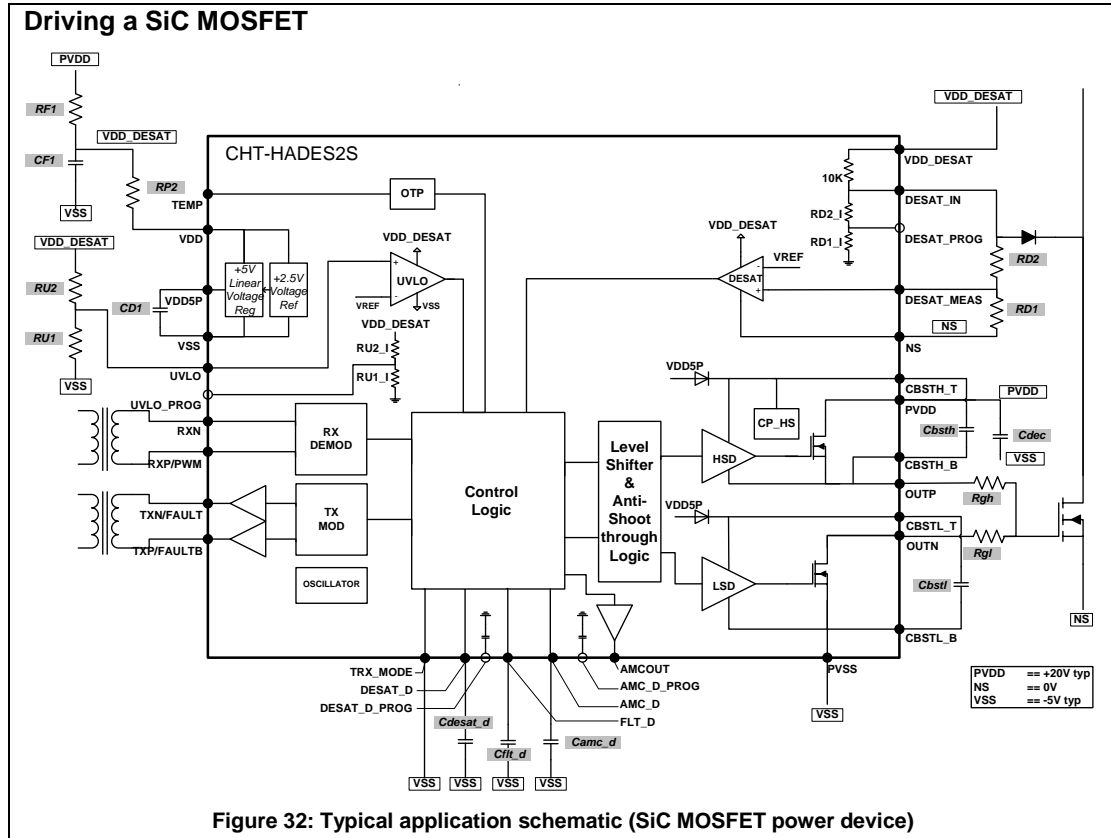 Driving a SiC MOSFET
PVDD
RF1
VDD_DESAT
CF1
RP2
VSS
TEMP
VDD
VDD_DESAT
RU2
CD1
VDD5P
RU1
VSS
VSS
UVLO
UVLO_PROG
RXN
RXP/PWM
TXN/FAULT
TXP/FAULTB
CHT-HADES2S
OTP
+5V
Linear
Voltage
Reg
+2.5V
Voltage
Ref
VDD_DESAT
+
UVLO
-
VREF
VSS
VDD_DESAT
RU2_I
RU1_I
RX
DEMOD
TX
MOD
OSCILLATOR
Control
Logic
Level
Shifter
&
Anti-
Shoot
through
Logic
VDD_DESAT
10K
RD2_I
RD1_I
VDD_DESAT
-
VREF
DESAT
+
VDD5P
CP_HS
HSD
VDD5P
LSD
VDD_DESAT
DESAT_IN
DESAT_PROG
RD2
DESAT_MEAS
RD1
NS
NS
CBSTH_T
PVDD
PVDD
Cbsth
Cdec
VSS
CBSTH_B
OUTP
Rgh
CBSTL_T
OUTN
Rgl
Cbstl
NS
CBSTL_B
TRX_MODE
DESAT_D
DESAT_D_PROG
AMCOUT
AMC_D_PROG
AMC_D
FLT_D
PVSS
Cdesat_d
Cflt_d
Camc_d
VSS
VSS
VSS
VSS
VSS
PVDD == +20V typ
NS == 0V
VSS == -5V typ
Figure 32: Typical application schematic (SiC MOSFET power device)